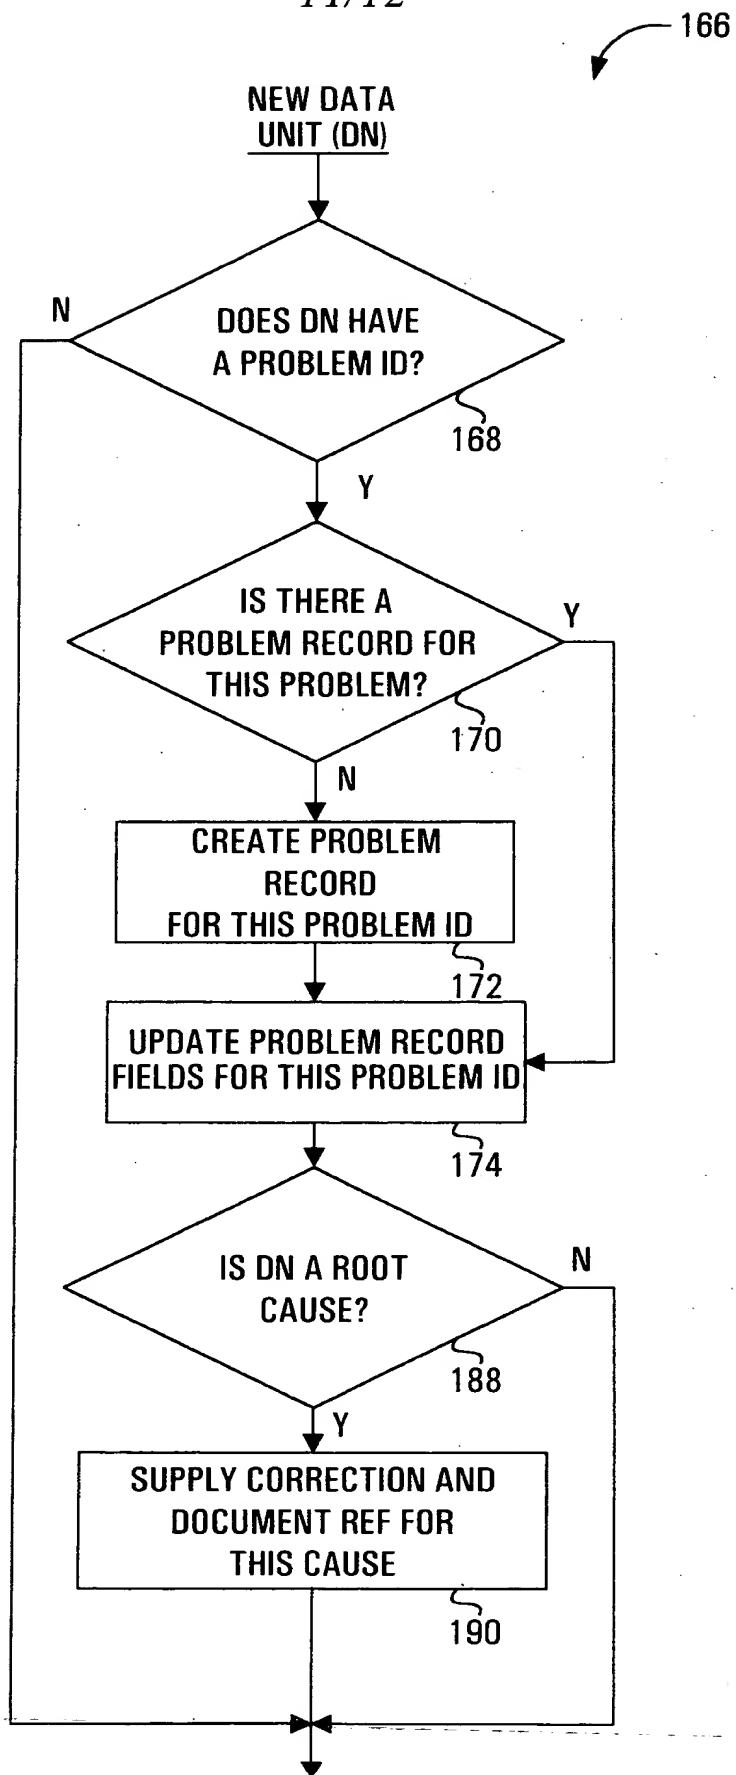 11/12
166
NEW DATA
UNIT (DN)
N
DOES DN HAVE
A PROBLEM ID?
168
Y
IS THERE A
PROBLEM RECORD FOR
THIS PROBLEM?
Y
170
N
CREATE PROBLEM
RECORD
FOR THIS PROBLEM ID
172
UPDATE PROBLEM RECORD
FIELDS FOR THIS PROBLEM ID
174
IS DN A ROOT
CAUSE?
N
188
Y
SUPPLY CORRECTION AND
DOCUMENT REF FOR
THIS CAUSE
190